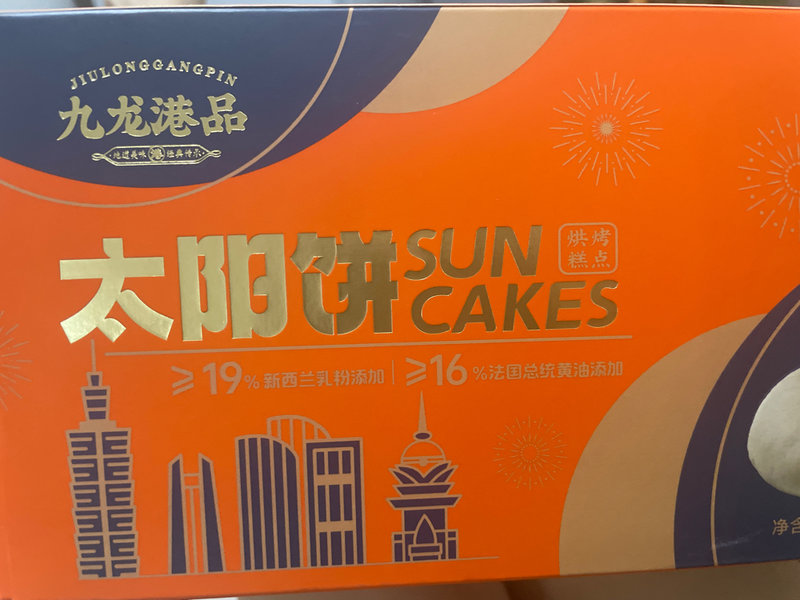 JIULONGGANGPIN
九龙港品
地道美味 港 经典传承
太阳饼
SUN
CAKES
烘烤
糕点
≥19%新西兰乳粉添加 | ≥16%法国总统黄油添加
净含